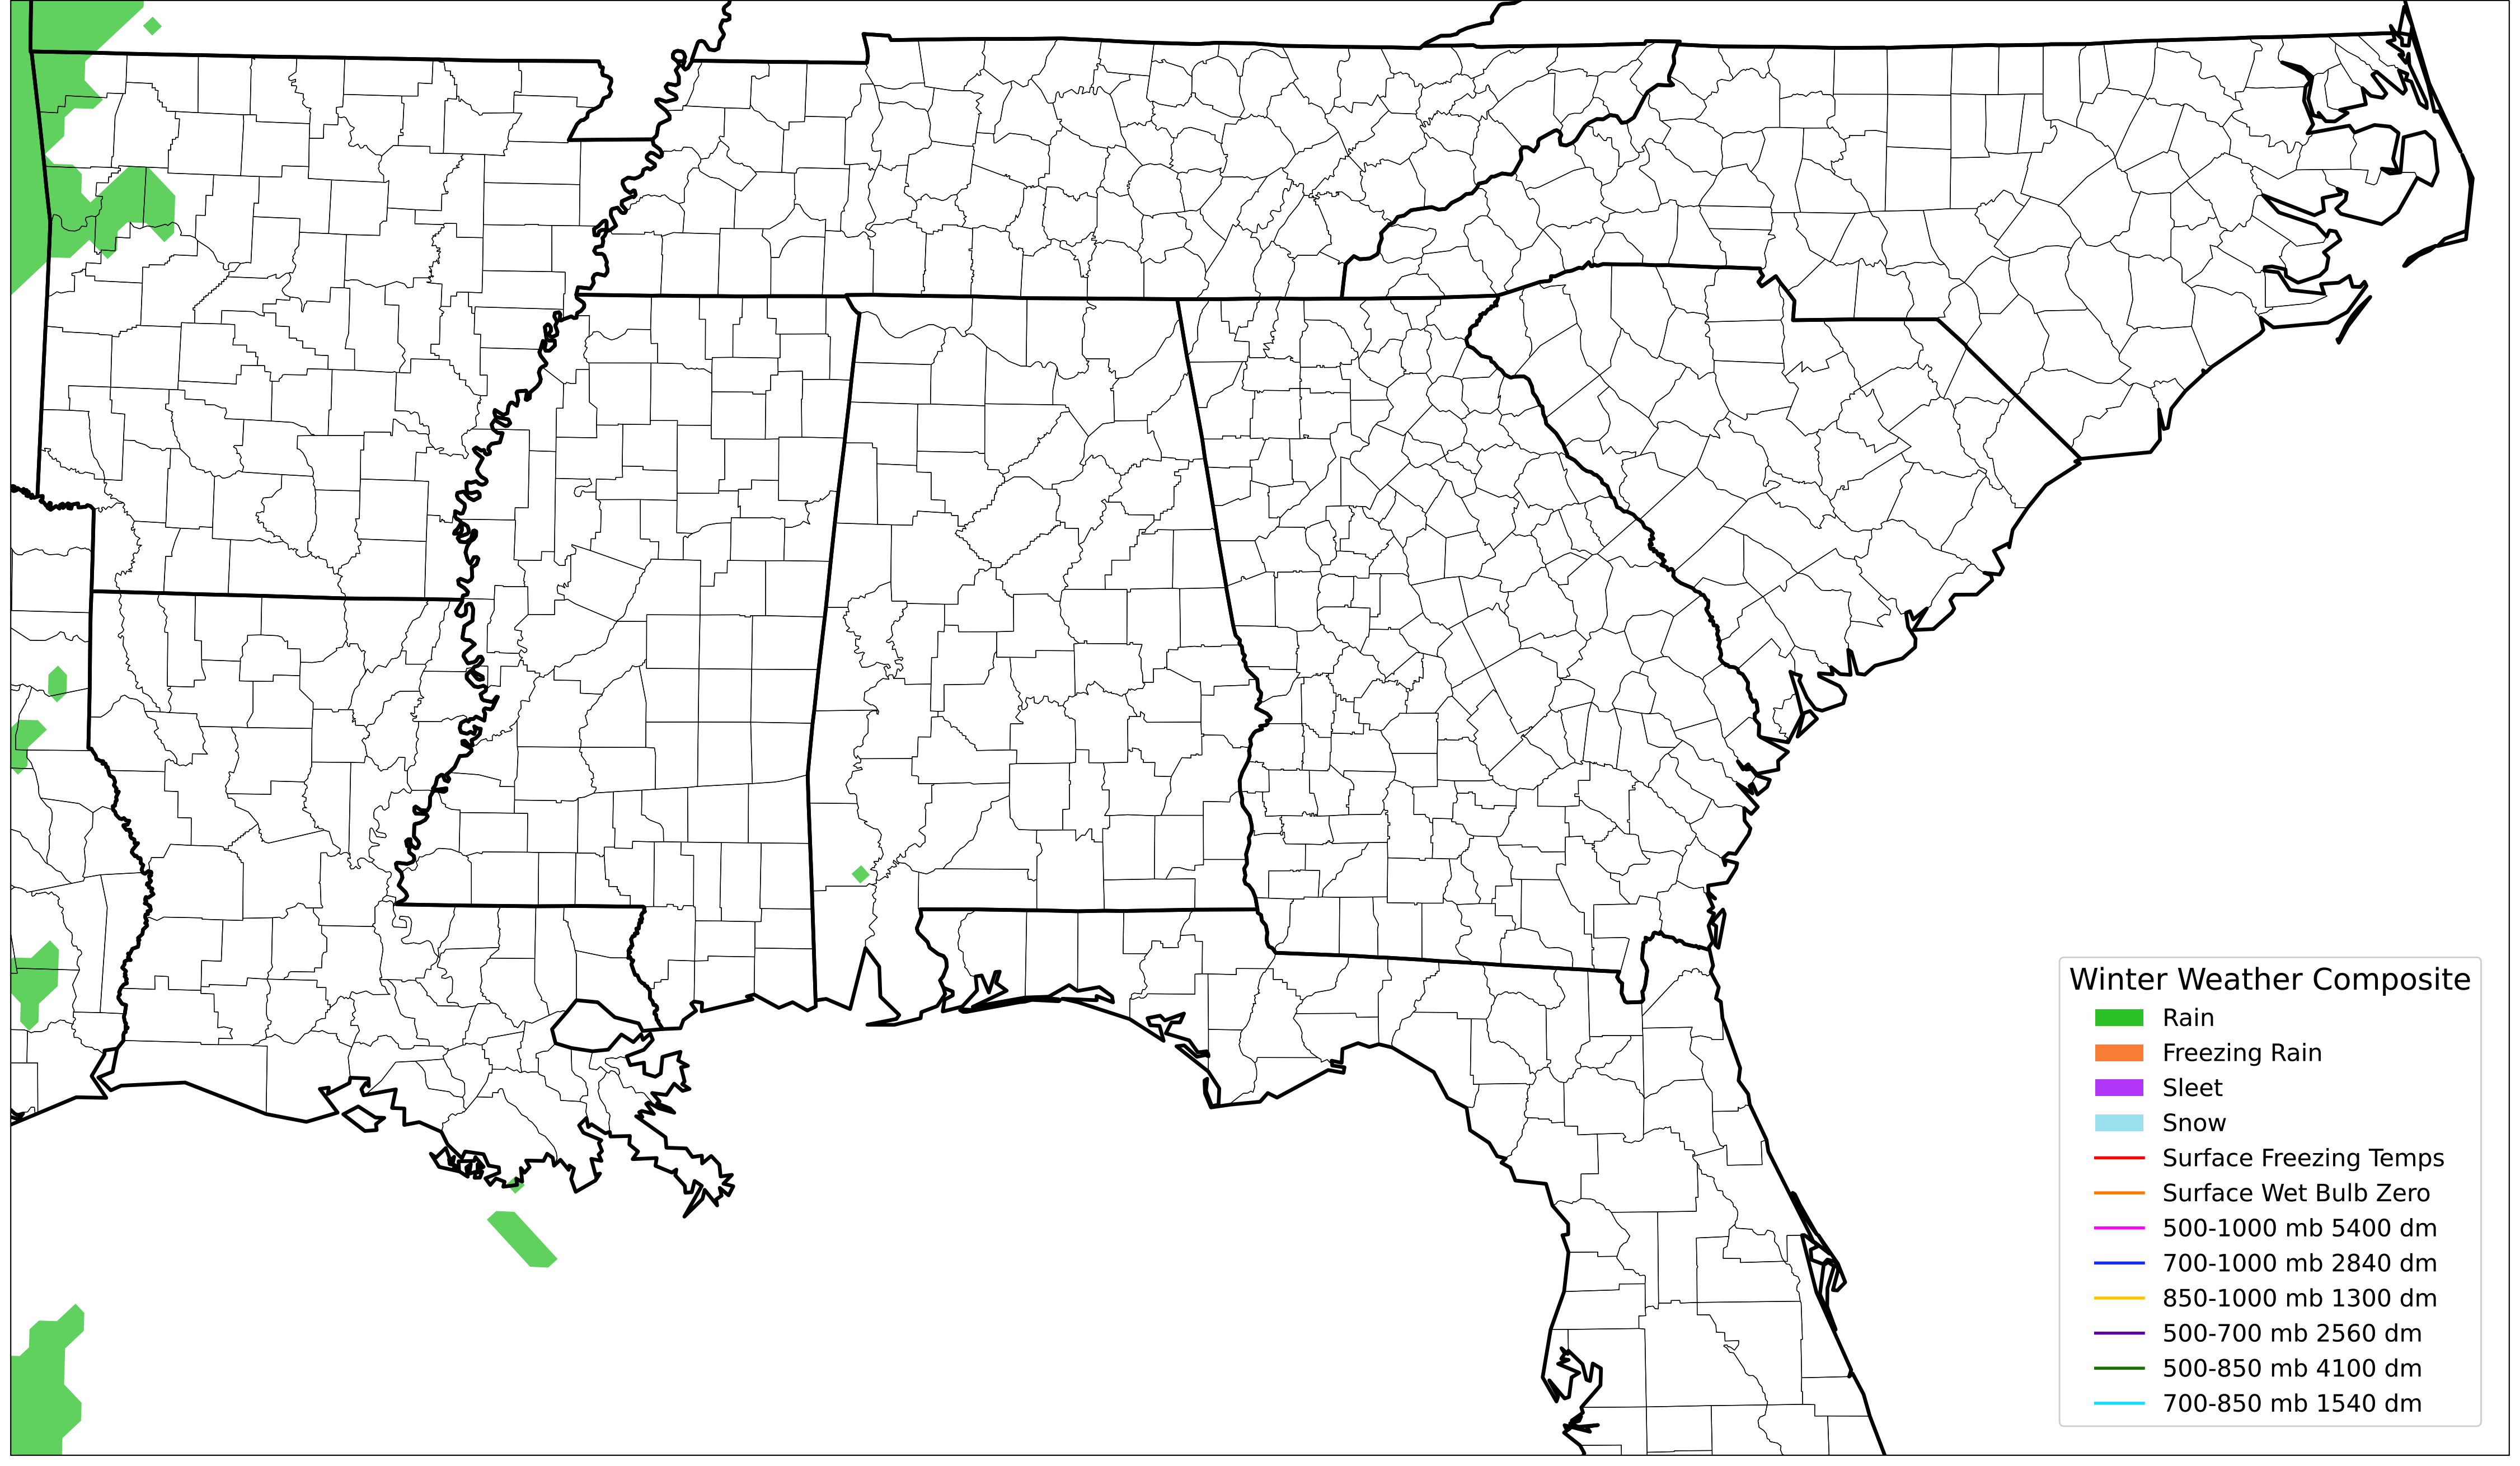 Winter Weather Composite
Rain
Freezing Rain
Sleet
Snow
Surface Freezing Temps
Surface Wet Bulb Zero
500-1000 mb 5400 dm
700-1000 mb 2840 dm
850-1000 mb 1300 dm
500-700 mb 2560 dm
500-850 mb 4100 dm
700-850 mb 1540 dm